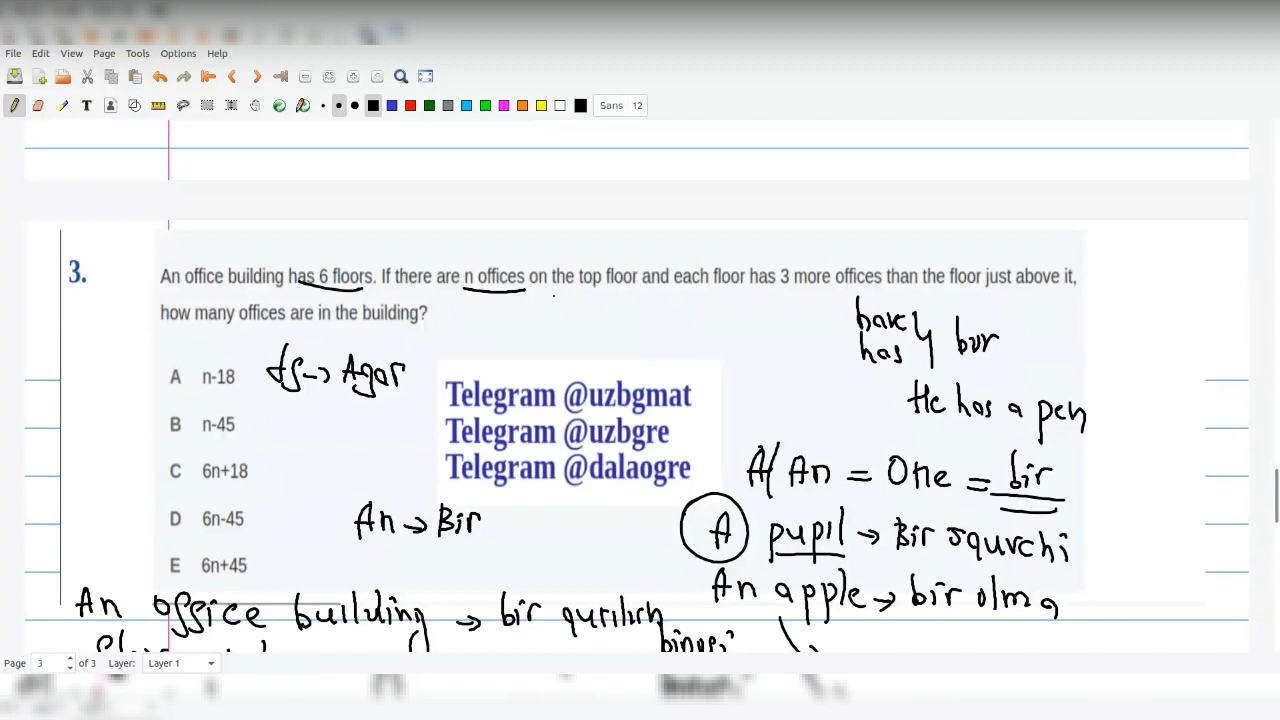 File Edit View Page Tools Options Help
Sans 12
3.
An office building has 6 floors. If there are n offices on the top floor and each floor has 3 more offices than the floor just above it,
how many offices are in the building?
have
has
bor
He has a pen
A n-18
If → Agar
B n-45
C 6n+18
D 6n-45
E 6n+45
Telegram @uzbgmat
Telegram @uzbgre
Telegram @dalaogre
A/ An = One = bir
An → Bir
A pupil → Bir
An apple → bir olma
An office building → bir
Page 3 of 3 Layer: Layer 1